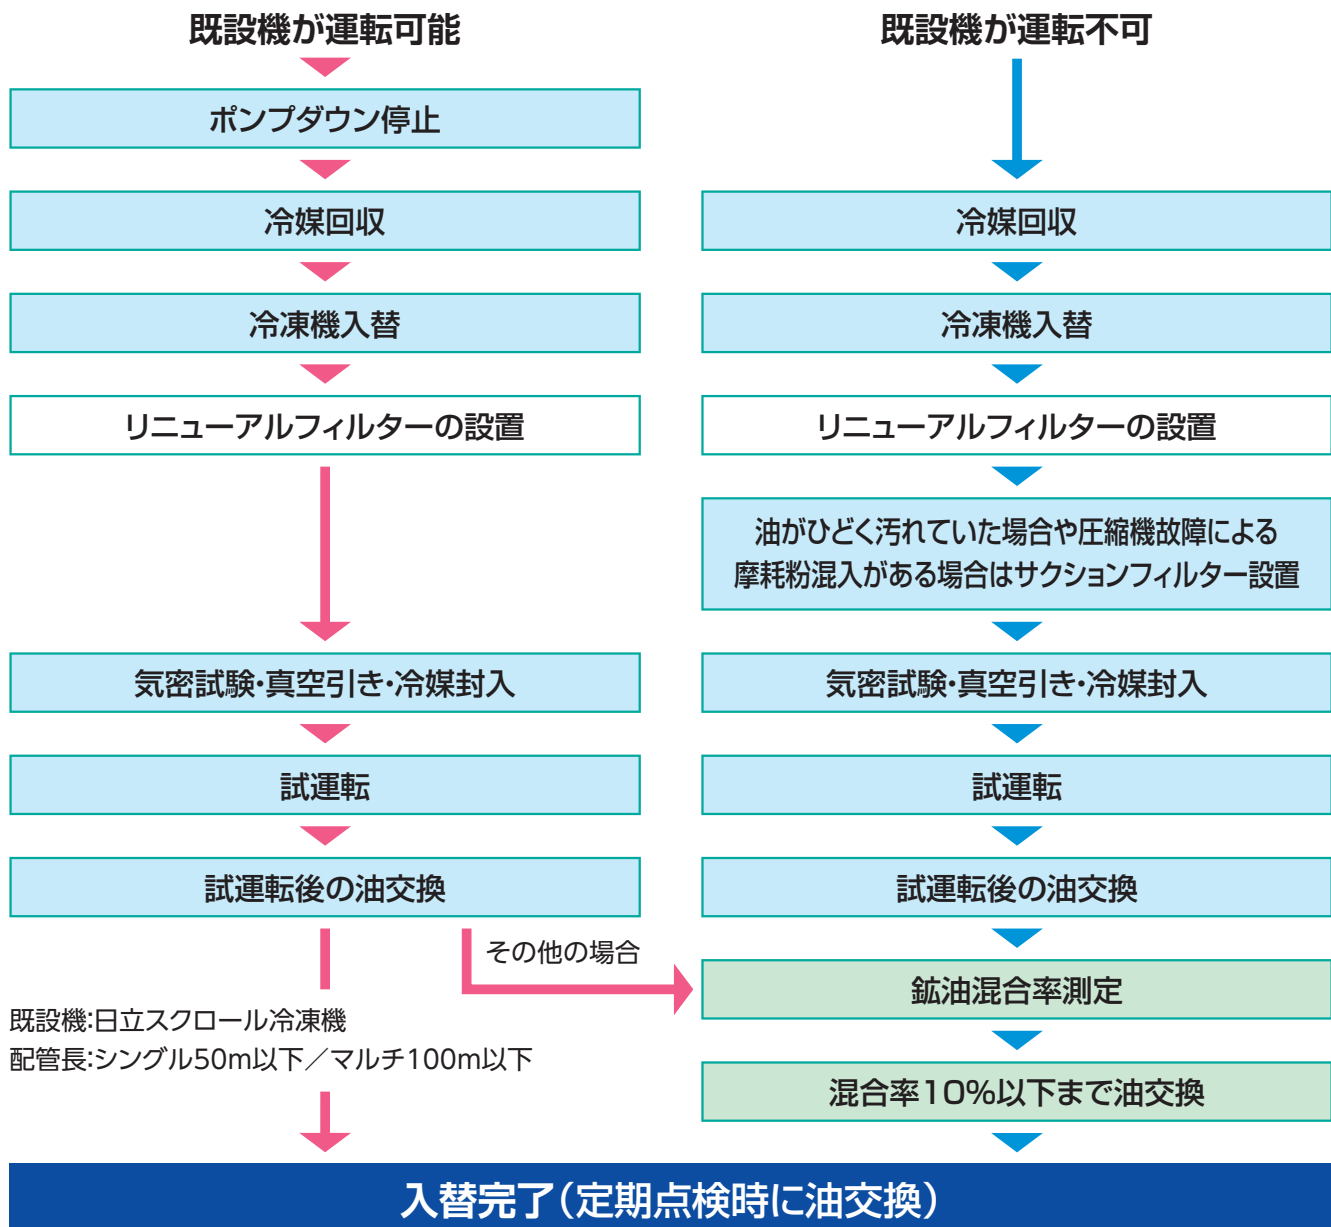 既設機が運転可能
ポンプダウン停止
冷媒回収
冷凍機入替
リニューアルフィルターの設置
気密試験・真空引き・冷媒封入
試運転
試運転後の油交換
その他の場合
既設機:日立スクロール冷凍機
配管長:シングル50m以下／マルチ100m以下
既設機が運転不可
冷媒回収
冷凍機入替
リニューアルフィルターの設置
油がひどく汚れていた場合や圧縮機故障による
摩耗粉混入がある場合はサクションフィルター設置
気密試験・真空引き・冷媒封入
試運転
試運転後の油交換
鉱油混合率測定
混合率10%以下まで油交換
入替完了(定期点検時に油交換)